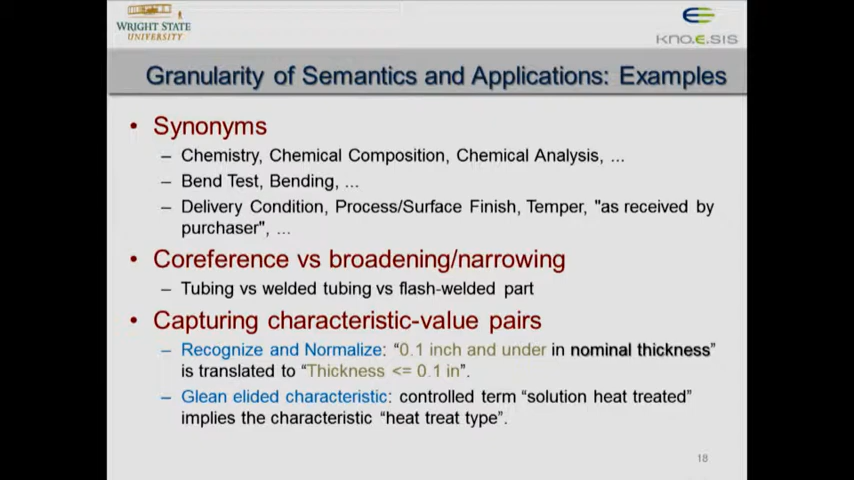 WRIGHT STATE
UNIVERSITY
KNO.E.SIS
Granularity of Semantics and Applications: Examples
• Synonyms
– Chemistry, Chemical Composition, Chemical Analysis, ...
– Bend Test, Bending, ...
– Delivery Condition, Process/Surface Finish, Temper, "as received by
purchaser", ...
• Coreference vs broadening/narrowing
– Tubing vs welded tubing vs flash-welded part
• Capturing characteristic-value pairs
– Recognize and Normalize: “0.1 inch and under in nominal thickness”
is translated to “Thickness <= 0.1 in”.
– Glean elided characteristic: controlled term “solution heat treated”
implies the characteristic “heat treat type”.
18